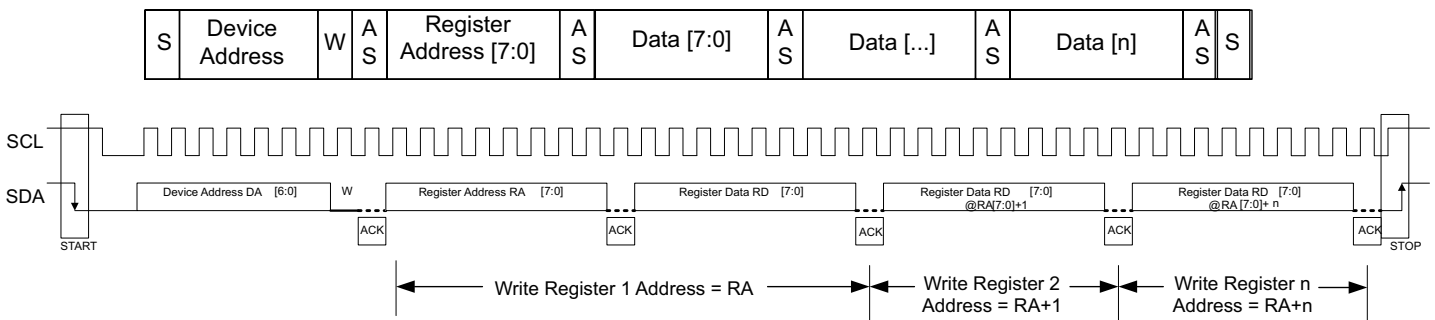 S Device Address W A S Register Address [7:0] A S Data [7:0] A S Data [...] A S Data [n] A S S
SCL
SDA
Device Address DA [6:0] W Register Address RA [7:0] Register Data RD [7:0] Register Data RD [7:0] Register Data RD [7:0]
@RA[7:0]+1 @RA [7:0]+ n
ACK ACK ACK ACK ACK
START STOP
Write Register 1 Address = RA
Write Register 2
Address = RA+1
Write Register n
Address = RA+n